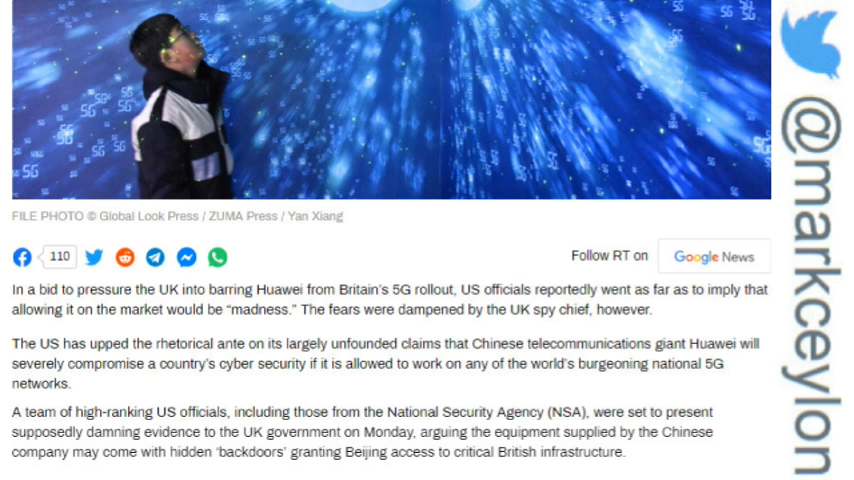 5G 5G 5G
5G 5G
5G 5G
5G 5G
5G
FILE PHOTO © Global Look Press / ZUMA Press / Yan Xiang
110
Follow RT on Google News
In a bid to pressure the UK into barring Huawei from Britain's 5G rollout, US officials reportedly went as far as to imply that
allowing it on the market would be “madness.” The fears were dampened by the UK spy chief, however.
The US has upped the rhetorical ante on its largely unfounded claims that Chinese telecommunications giant Huawei will
severely compromise a country's cyber security if it is allowed to work on any of the world's burgeoning national 5G
networks.
A team of high-ranking US officials, including those from the National Security Agency (NSA), were set to present
supposedly damning evidence to the UK government on Monday, arguing the equipment supplied by the Chinese
company may come with hidden ‘backdoors’ granting Beijing access to critical British infrastructure.
@markceylon